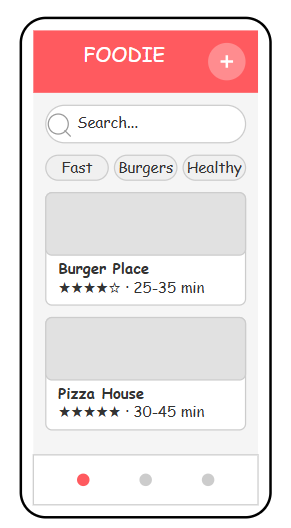 FOODIE
+
Search...
Fast
Burgers
Healthy
Burger Place
★★★★☆ · 25-35 min
Pizza House
★★★★★ · 30-45 min